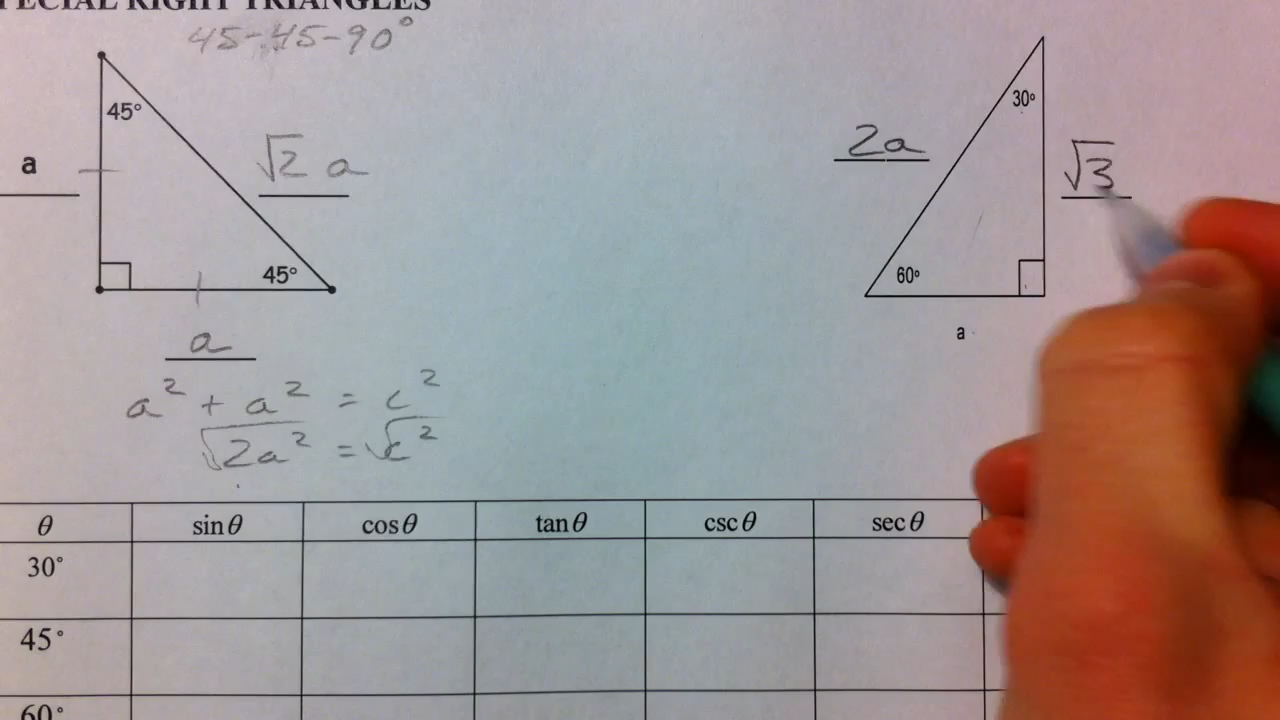 SPECIAL RIGHT TRIANGLES
45-45-90°
45°
a
√2 a
45°
a
a² + a² = c²
√2a² = √c²
30°
2a
√3
60°
a
θ sinθ cosθ tanθ cscθ secθ
30°
45°
60°